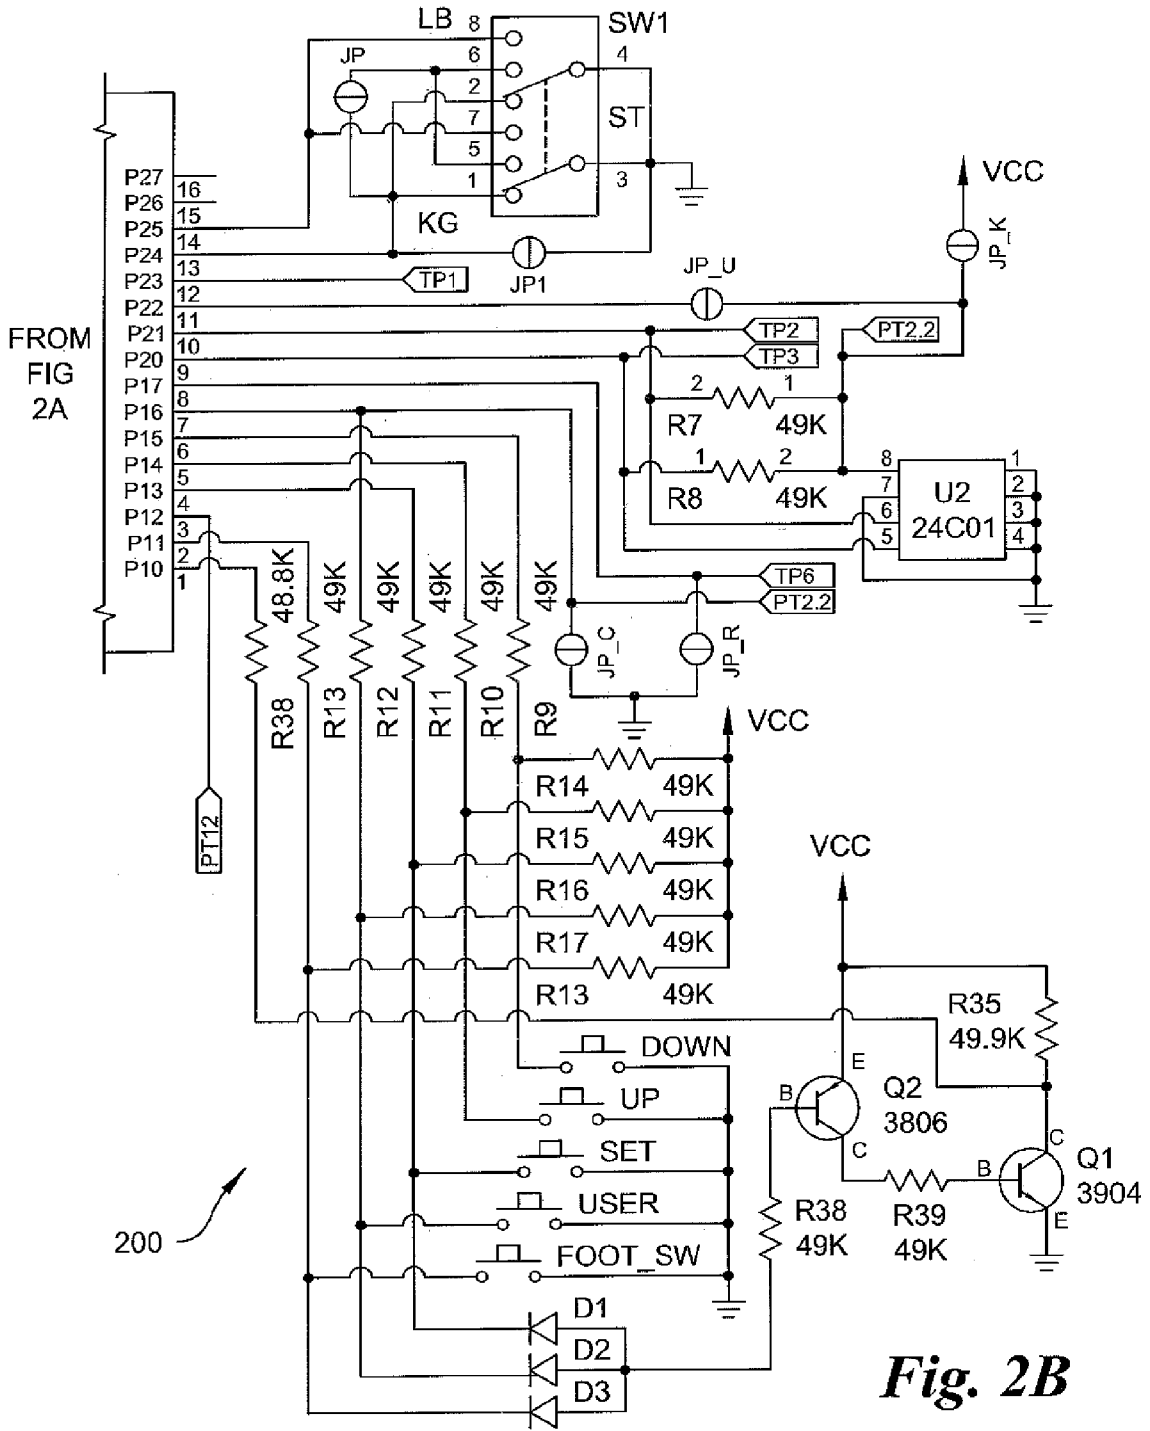 LB 8 SW1
JP 6 4
2
7 ST
5
1 3
KG
VCC
JP_K
P27
16
P26
15
P25
14
P24
13
P23
12
P22
11
P21
10
P20
9
P17
8
P16
7
P15
6
P14
5
P13
4
P12
3
P11
2
P10
1
JP1
TP1
JP_U
FROM
FIG
2A
TP2 PT2.2
TP3
2 1
R7 49K
1 2
R8 49K
8 1
7 U2 2
6 24C01 3
5 4
TP6
PT2.2
48.8K 49K 49K 49K 49K
JP_C JP_R
R38 R13 R12 R11 R10 R9
VCC
PT12
R14 49K
R15 49K
R16 49K
R17 49K
R13 49K
VCC
R35
49.9K
DOWN
UP
SET
USER
FOOT_SW
E
B Q2
3806
C
C
B Q1
3904
E
R38
49K
R39
49K
200
D1
D2
D3
Fig. 2B